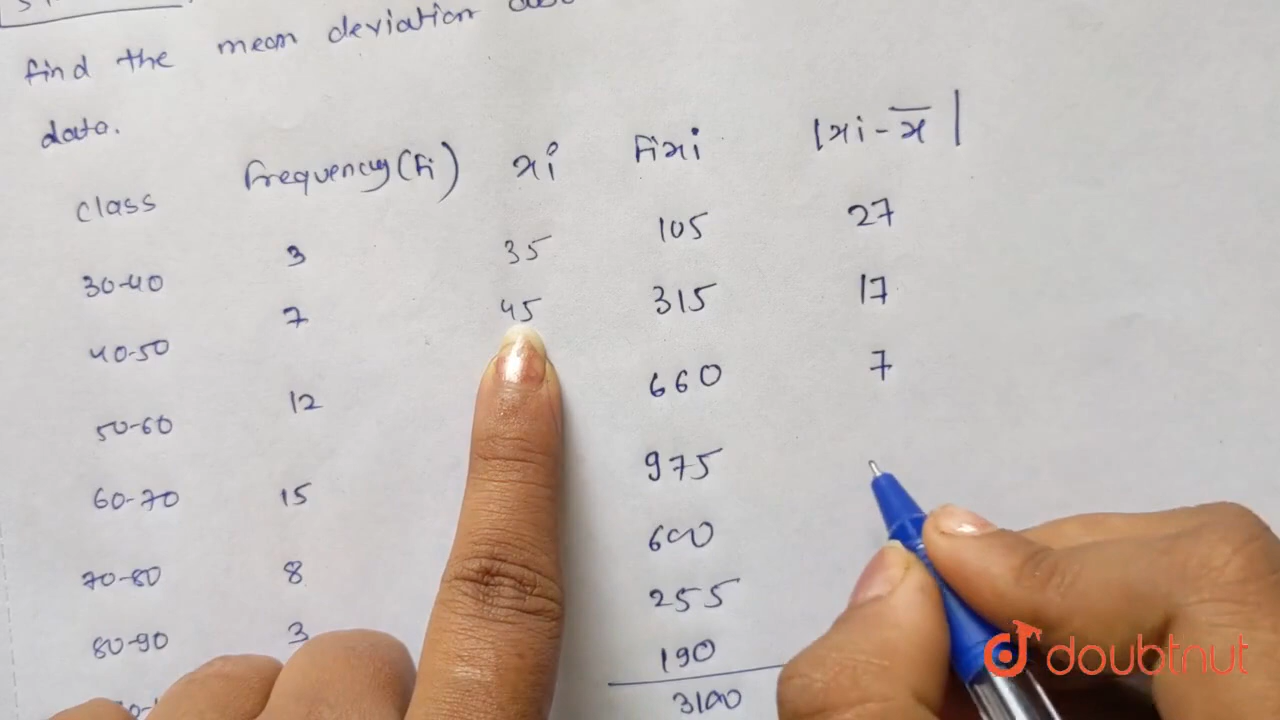 find the mean deviation
data.
class frequency(fi) xi fixi |xi-x̅|
30-40 3 35 105 27
40-50 7 45 315 17
50-60 12 660 7
60-70 15 975
70-80 8 600
80-90 3 255
190
3100
doubtnut